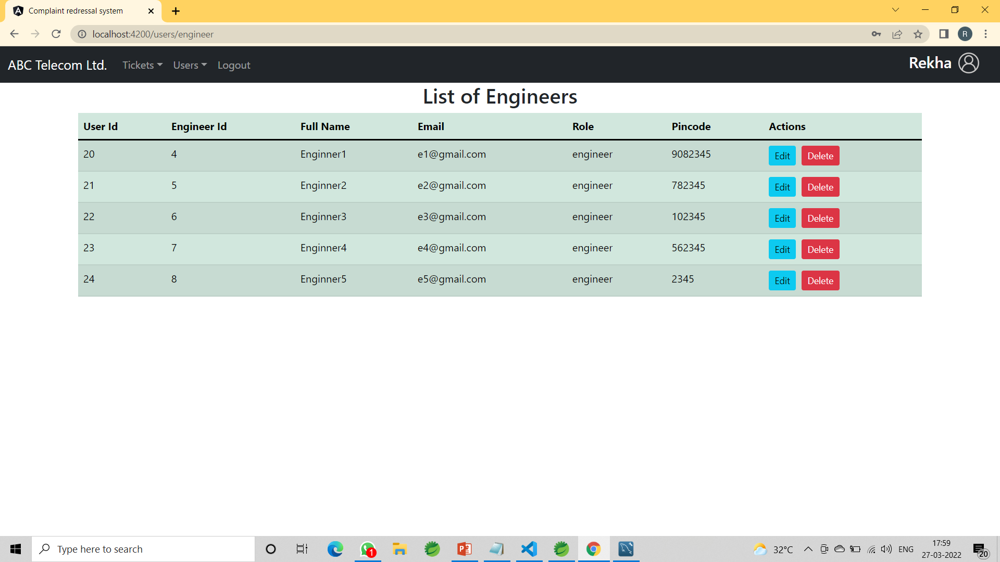 Complaint redressal system
localhost:4200/users/engineer
R
ABC Telecom Ltd. Tickets Users Logout Rekha
List of Engineers
User Id Engineer Id Full Name Email Role Pincode Actions
20 4 Enginner1 e1@gmail.com engineer 9082345 Edit Delete
21 5 Enginner2 e2@gmail.com engineer 782345 Edit Delete
22 6 Enginner3 e3@gmail.com engineer 102345 Edit Delete
23 7 Enginner4 e4@gmail.com engineer 562345 Edit Delete
24 8 Enginner5 e5@gmail.com engineer 2345 Edit Delete
Type here to search 1 32°C ENG 17:59
27-03-2022 20